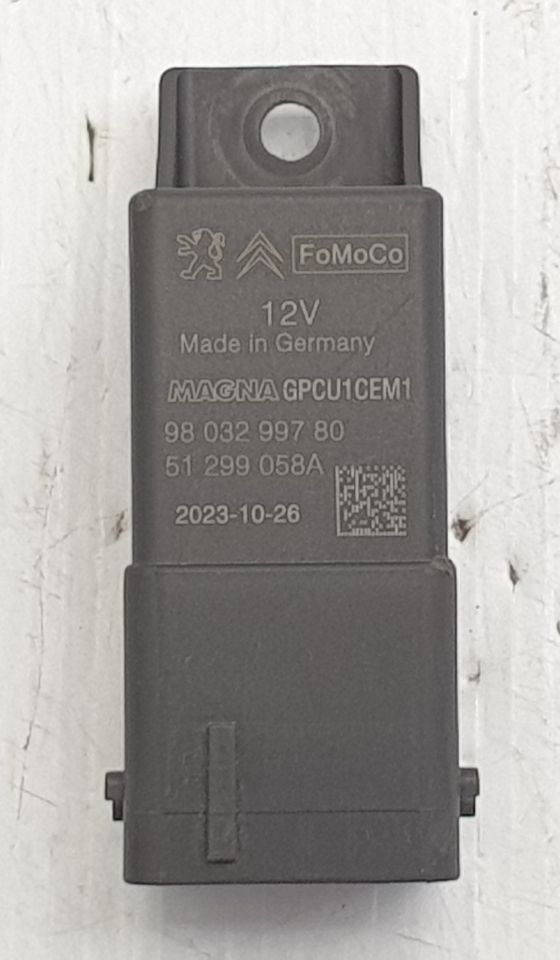 FoMoCo
12V
Made in Germany
MAGNA GPCU1CEM1
98 032 997 80
51 299 058A
2023-10-26